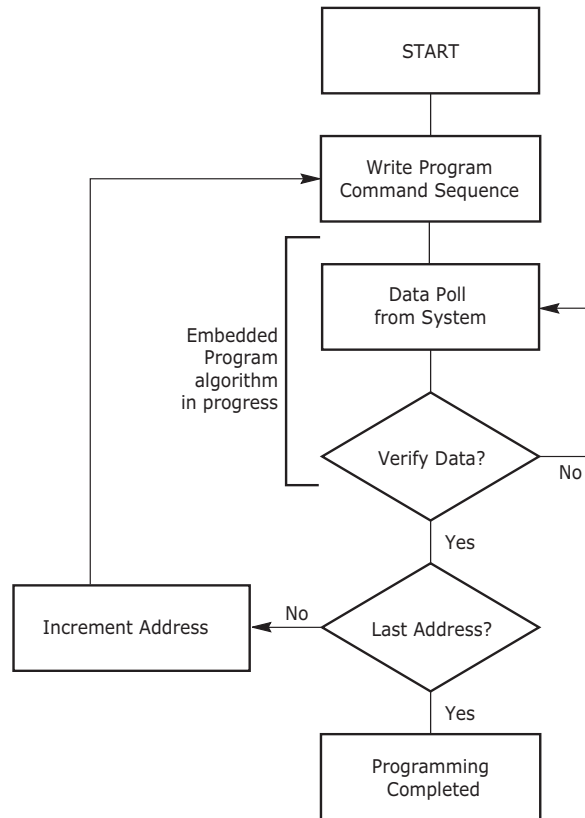 START
Write Program
Command Sequence
Data Poll
from System
Embedded
Program
algorithm
in progress
Verify Data?
No
Yes
No
Increment Address
Last Address?
Yes
Programming
Completed